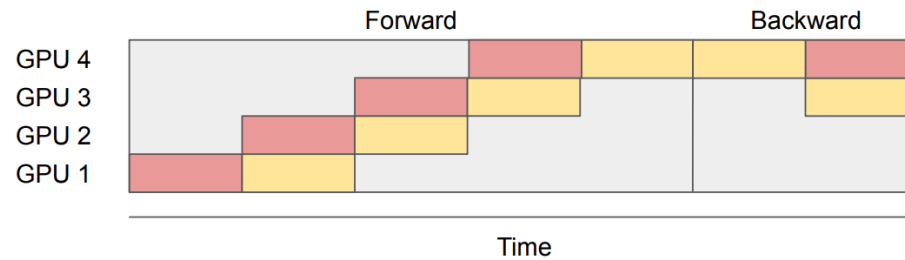 Forward
Backward
GPU 4
GPU 3
GPU 2
GPU 1
Time